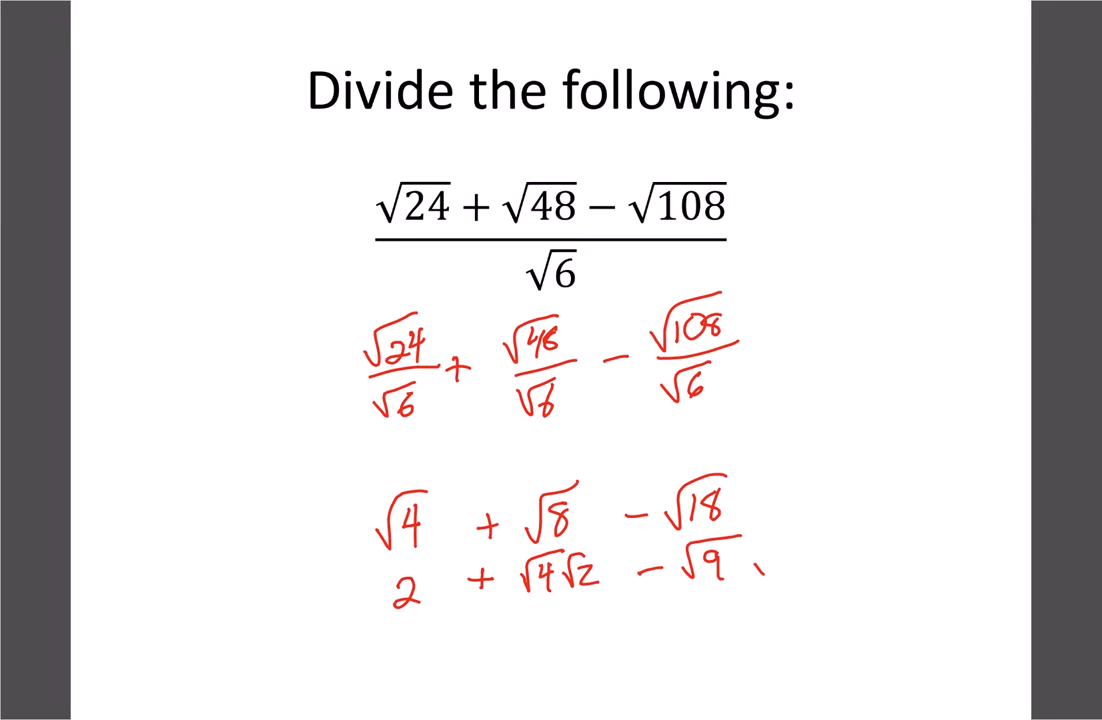 Divide the following:
√24 + √48 − √108
√6
√24/√6 + √48/√6 − √108/√6
√4 + √8 − √18
2 + √4√2 − √9